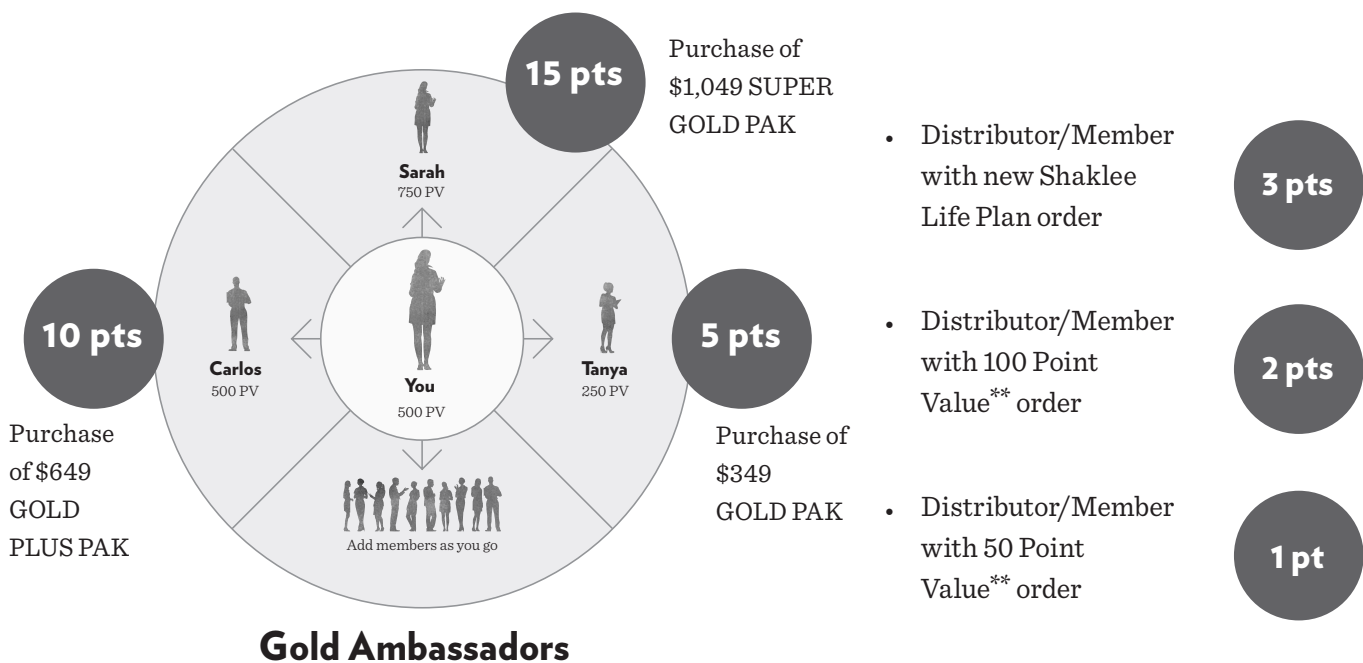 15 pts
Purchase of
$1,049 SUPER
GOLD PAK
Sarah
750 PV
10 pts
Purchase
of $649
GOLD
PLUS PAK
Carlos
500 PV
You
500 PV
Tanya
250 PV
5 pts
Purchase of
$349
GOLD PAK
Add members as you go
Gold Ambassadors
• Distributor/Member
with new Shaklee
Life Plan order
3 pts
• Distributor/Member
with 100 Point
Value** order
2 pts
• Distributor/Member
with 50 Point
Value** order
1 pt